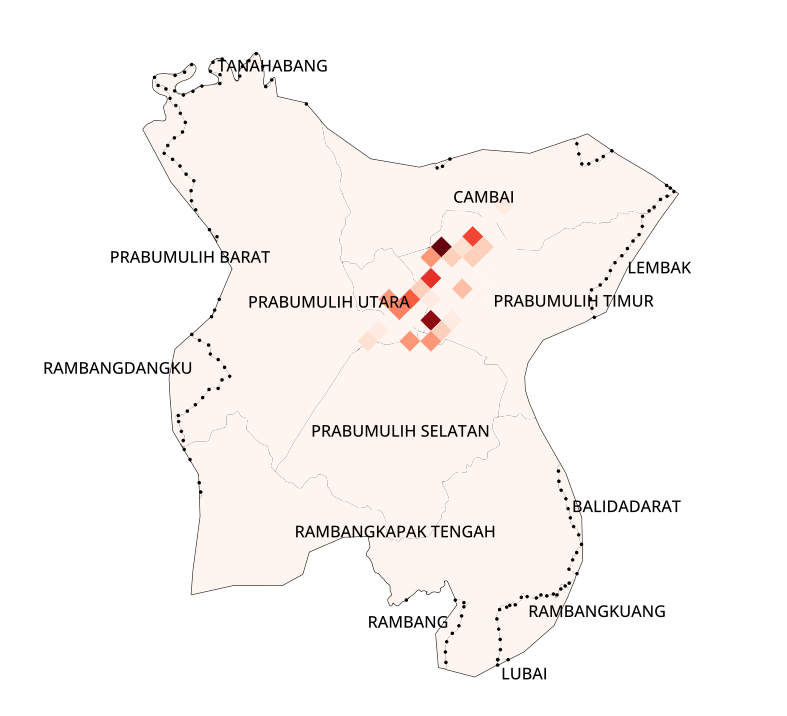 TANAHABANG
CAMBAI
PRABUMULIH BARAT
LEMBAK
PRABUMULIH UTARA
PRABUMULIH TIMUR
RAMBANGDANGKU
PRABUMULIH SELATAN
BALIDADARAT
RAMBANGKAPAK TENGAH
RAMBANGKUANG
RAMBANG
LUBAI